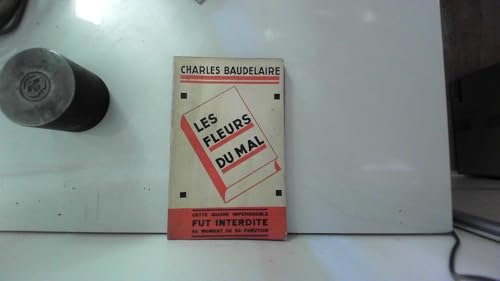 CHARLES BAUDELAIRE
LES
FLEURS
DU MAL
CETTE ŒUVRE IMPÉRISSABLE
FUT INTERDITE
AU MOMENT DE SA PARUTION